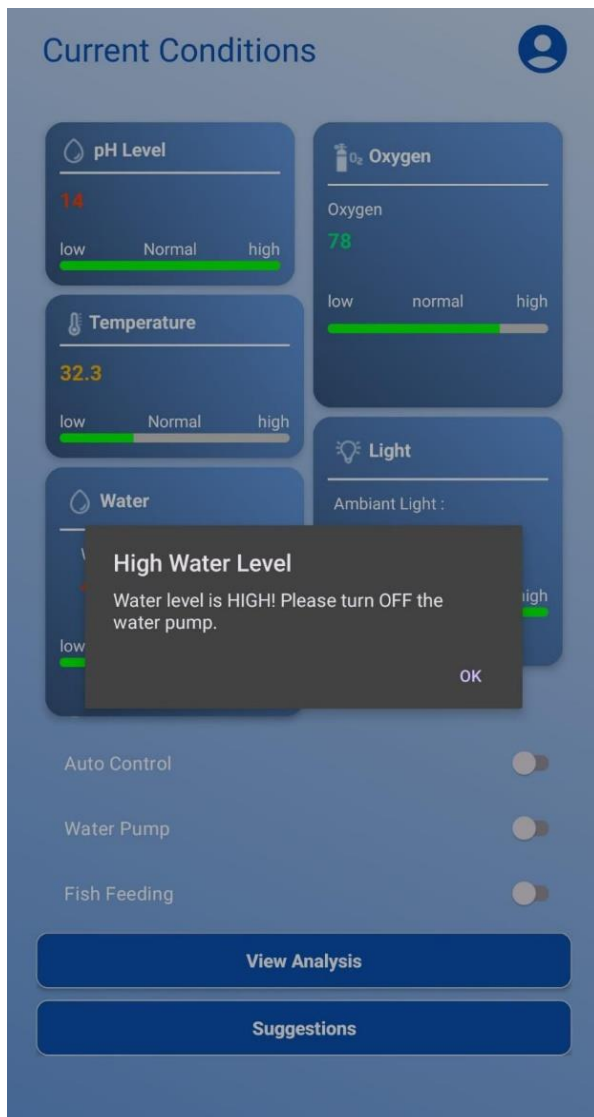 Current Conditions
pH Level
14
low Normal high
O₂ Oxygen
Oxygen
78
low normal high
Temperature
32.3
low Normal high
Light
Ambiant Light :
high
Water
low
High Water Level
Water level is HIGH! Please turn OFF the
water pump.
OK
Auto Control
Water Pump
Fish Feeding
View Analysis
Suggestions